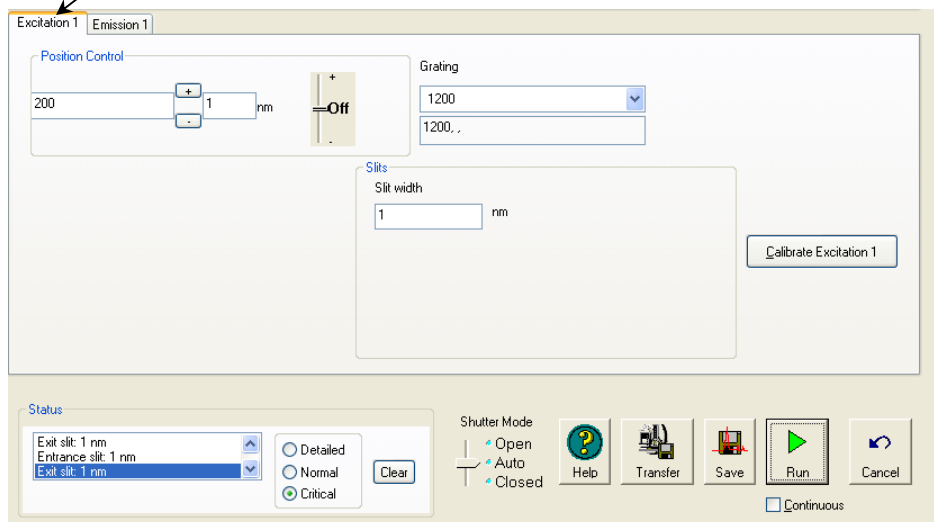 Excitation 1 Emission 1
Position Control
200 + 1 nm
-
+
Off
-
Grating
1200
1200, ,
Slits
Slit width
1 nm
Calibrate Excitation 1
Status
Exit slit: 1 nm
Entrance slit: 1 nm
Exit slit: 1 nm
Detailed
Normal
Critical
Clear
Shutter Mode
Open
Auto
Closed
Help
Transfer
Save
Run
Cancel
Continuous